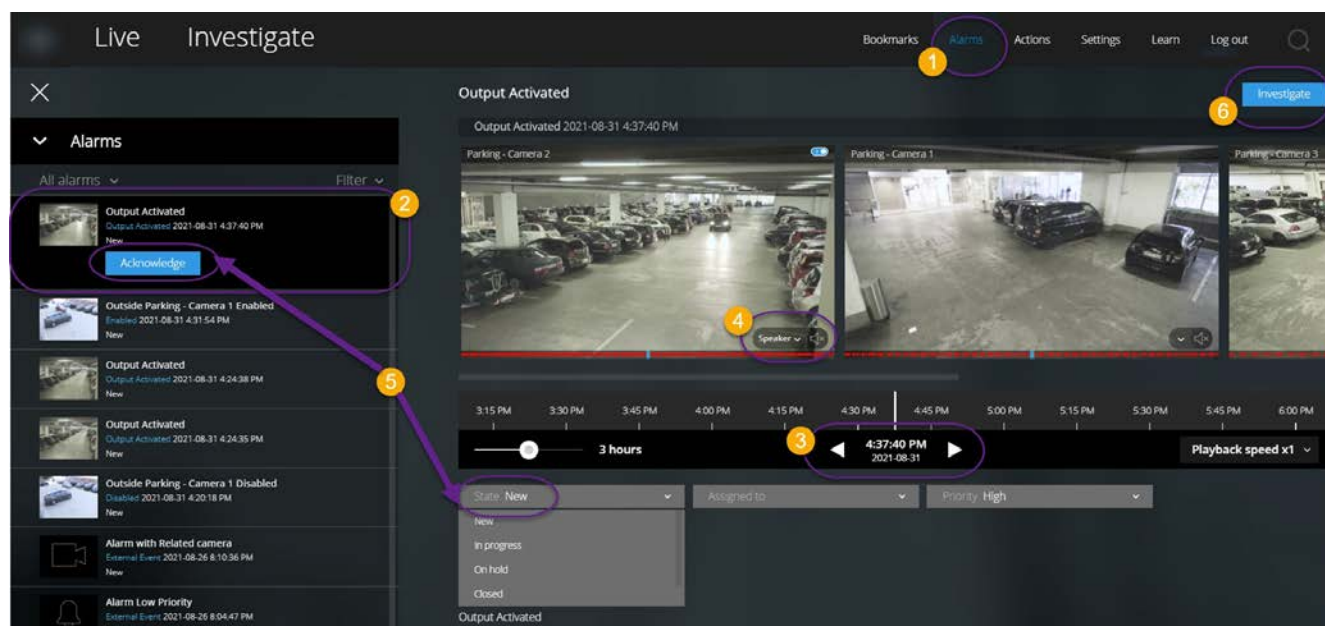 Live Investigate Bookmarks Alarms Actions Settings Learn Log out
1
Output Activated
Investigate
6
Alarms
Output Activated 2021-08-31 4:37:40 PM
All alarms Filter
2
Output Activated
Output Activated 2021-08-31 4:37:40 PM
New
Acknowledge
Outside Parking - Camera 1 Enabled
Enabled 2021-08-31 4:31:54 PM
New
Output Activated
Output Activated 2021-08-31 4:24:38 PM
New
5
Output Activated
Output Activated 2021-08-31 4:24:35 PM
New
Outside Parking - Camera 1 Disabled
Disabled 2021-08-31 4:20:18 PM
New
Alarm with Related camera
External Event 2021-08-26 8:10:36 PM
New
Alarm Low Priority
External Event 2021-08-26 8:04:47 PM
Parking - Camera 2
Parking - Camera 1
Parking - Camera 3
4
Speaker
3:15 PM 3:30 PM 3:45 PM 4:00 PM 4:15 PM 4:30 PM 4:45 PM 5:00 PM 5:15 PM 5:30 PM 5:45 PM 6:00 PM
3 hours
3
4:37:40 PM
2021-08-31
Playback speed x1
State New
Assigned to
Priority High
New
In progress
On hold
Closed
Output Activated